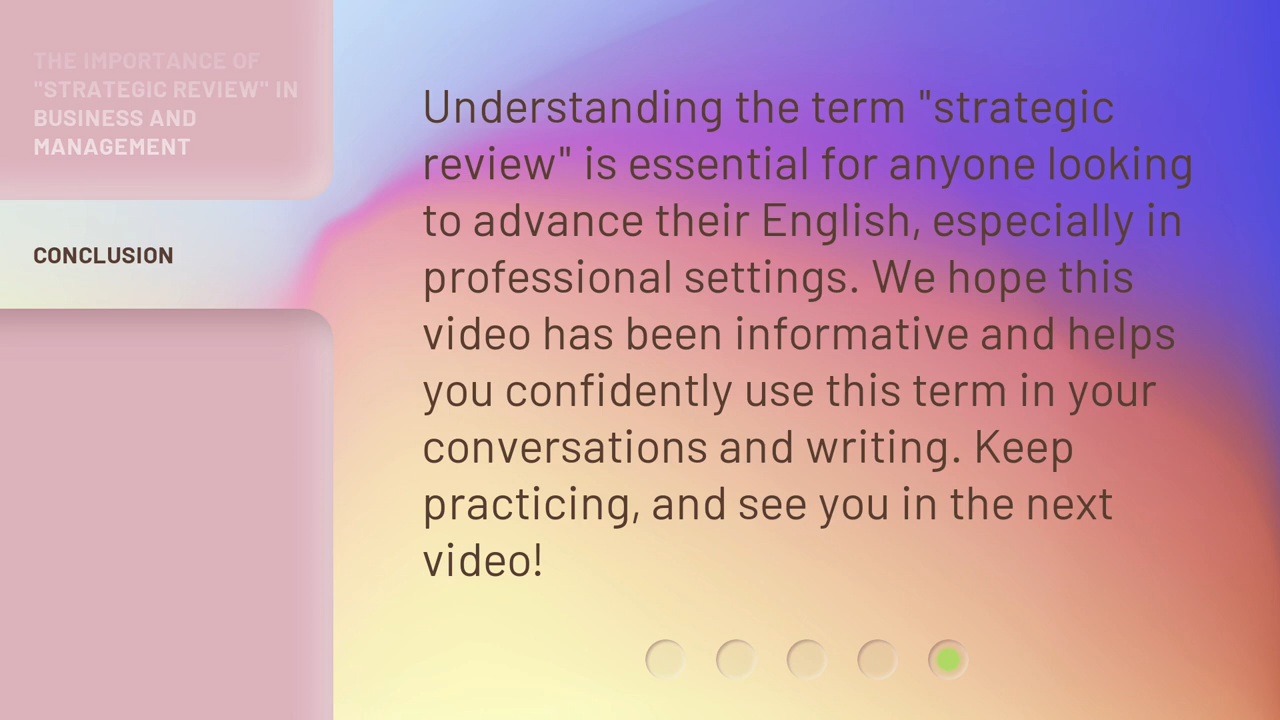 THE IMPORTANCE OF
"STRATEGIC REVIEW" IN
BUSINESS AND
MANAGEMENT
CONCLUSION
Understanding the term "strategic
review" is essential for anyone looking
to advance their English, especially in
professional settings. We hope this
video has been informative and helps
you confidently use this term in your
conversations and writing. Keep
practicing, and see you in the next
video!